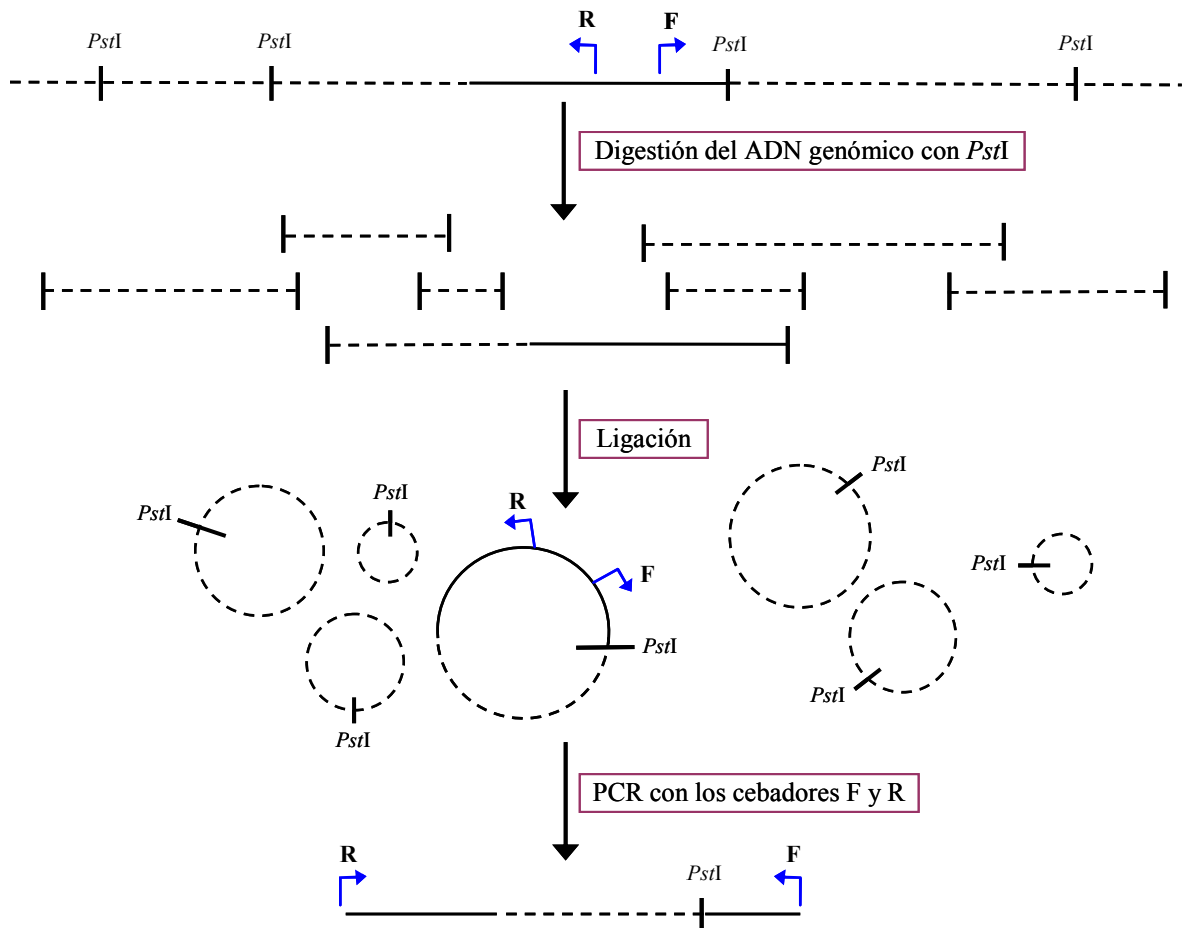 R F
PstI PstI PstI PstI
Digestión del ADN genómico con PstI
Ligación
PstI PstI R F PstI PstI PstI PstI PstI
PstI
PCR con los cebadores F y R
R PstI F